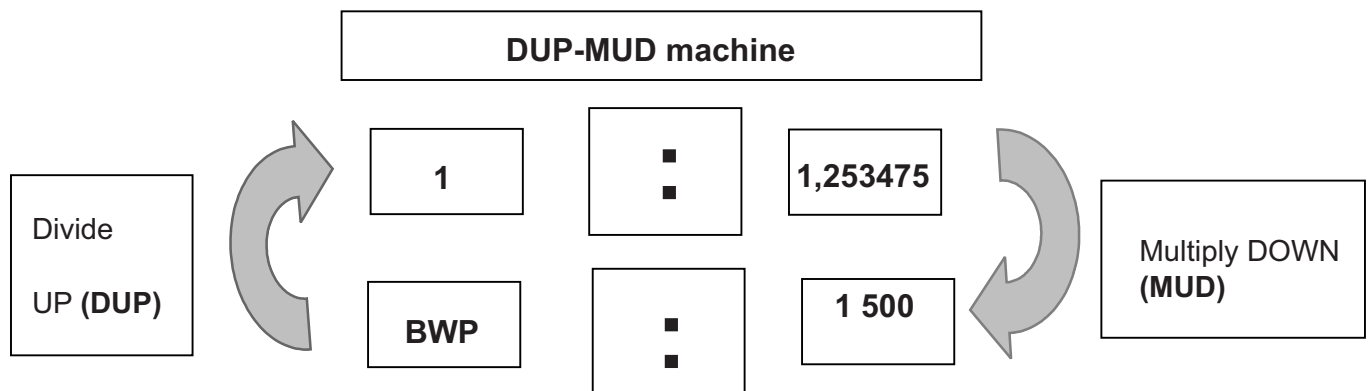 DUP-MUD machine
1 : 1,253475
Divide
UP (DUP)
Multiply DOWN
(MUD)
BWP : 1 500